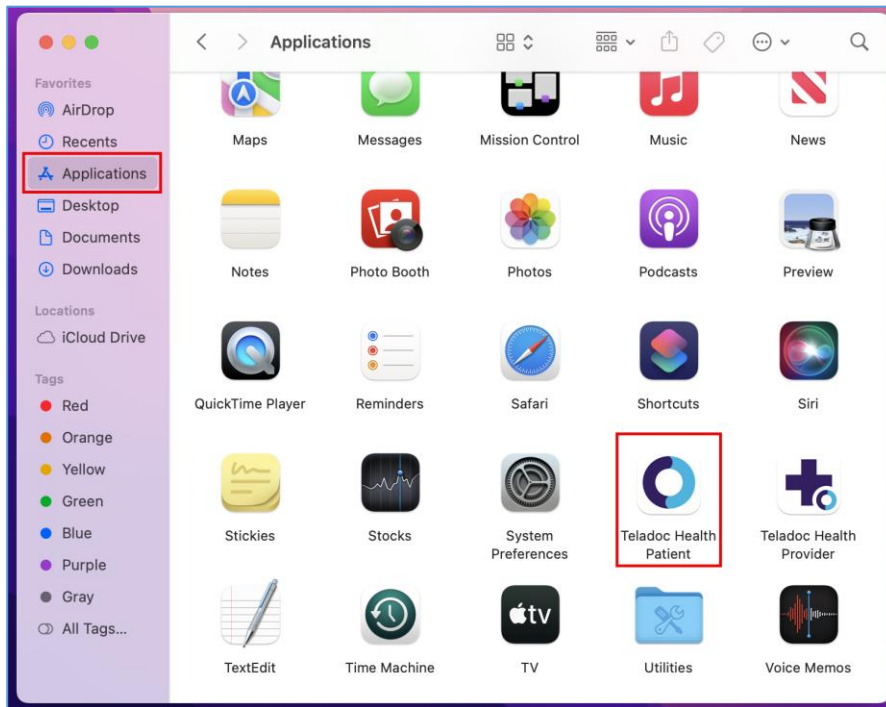 Applications
Favorites
AirDrop
Recents
Applications
Desktop
Documents
Downloads
Locations
iCloud Drive
Tags
Red
Orange
Yellow
Green
Blue
Purple
Gray
All Tags...
Maps
Messages
Mission Control
Music
News
Notes
Photo Booth
Photos
Podcasts
Preview
QuickTime Player
Reminders
Safari
Shortcuts
Siri
Stickies
Stocks
System
Preferences
Teladoc Health
Patient
Teladoc Health
Provider
tv
TextEdit
Time Machine
TV
Utilities
Voice Memos